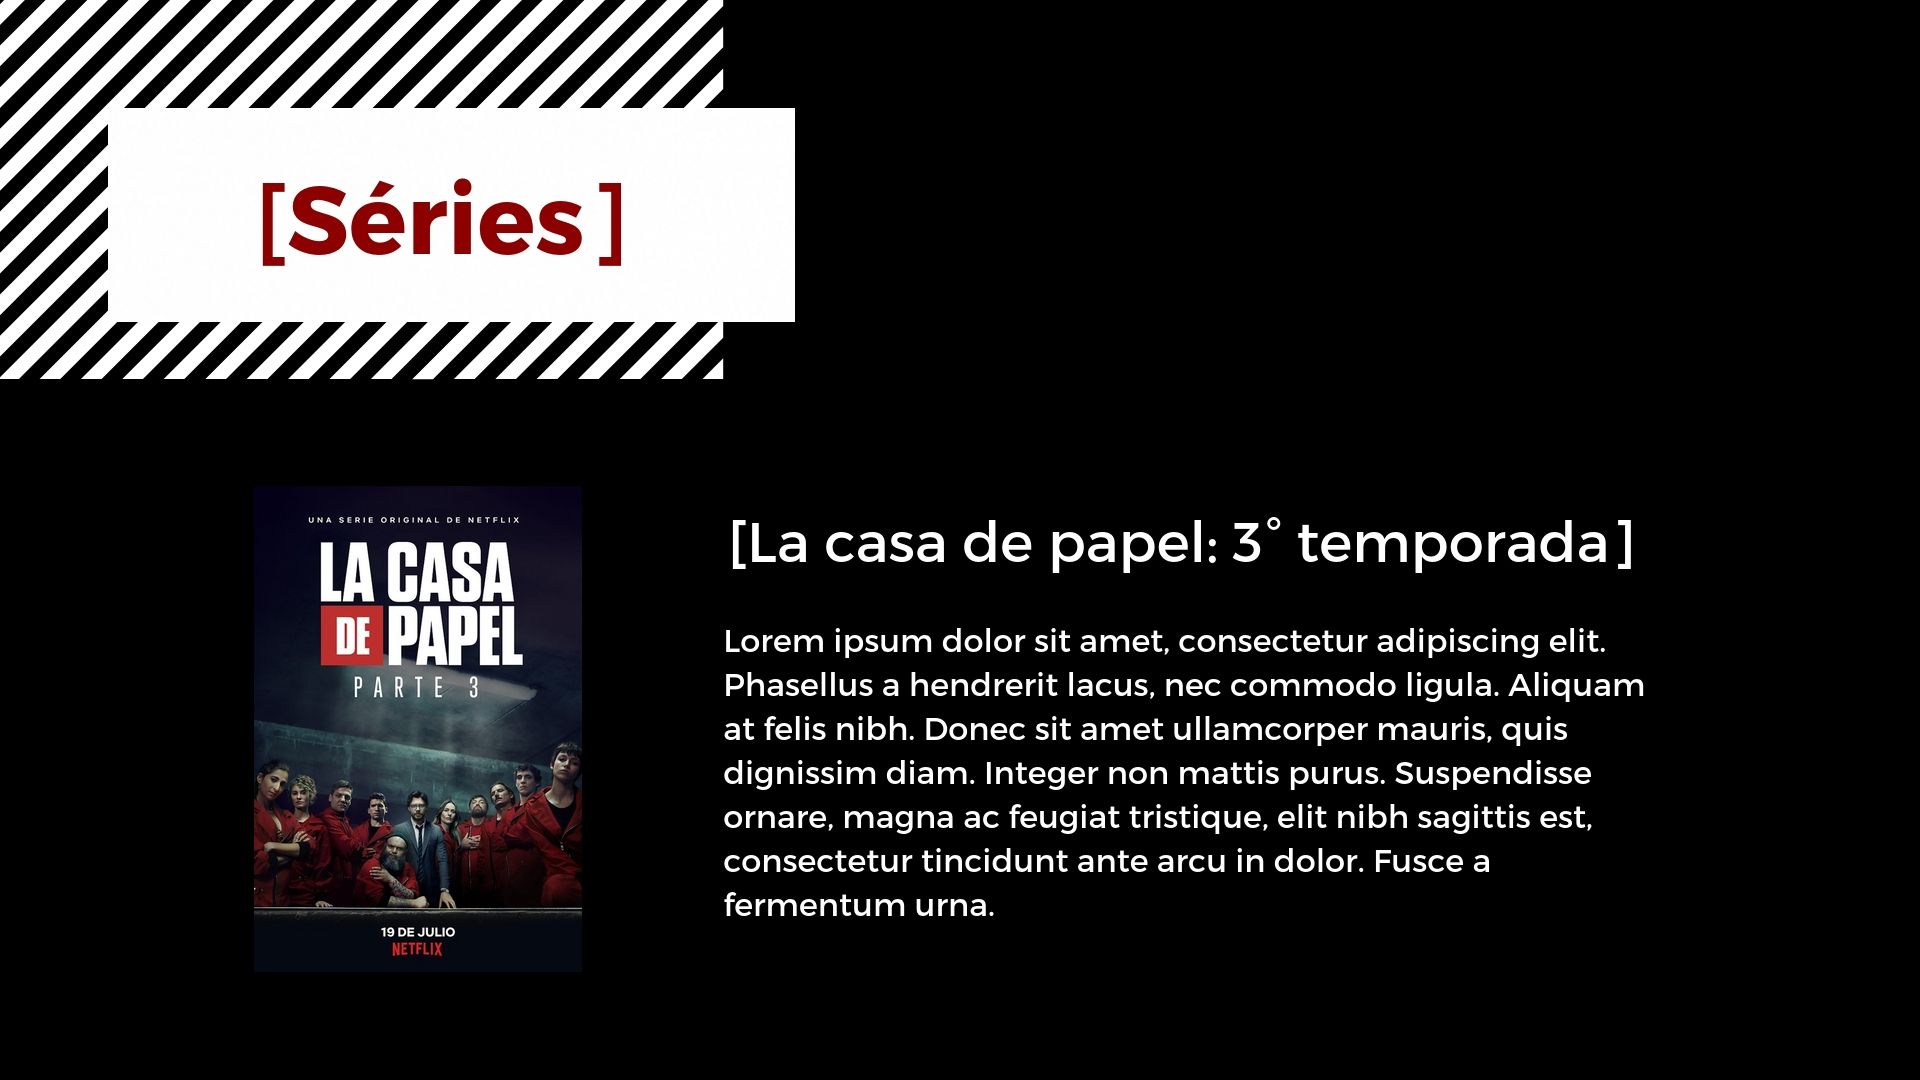 [Séries ]
UNA SERIE ORIGINAL DE NETFLIX
LA CASA
DE PAPEL
PARTE 3
19 DE JULIO
NETFLIX
[La casa de papel: 3° temporada ]
Lorem ipsum dolor sit amet, consectetur adipiscing elit.
Phasellus a hendrerit lacus, nec commodo ligula. Aliquam
at felis nibh. Donec sit amet ullamcorper mauris, quis
dignissim diam. Integer non mattis purus. Suspendisse
ornare, magna ac feugiat tristique, elit nibh sagittis est,
consectetur tincidunt ante arcu in dolor. Fusce a
fermentum urna.